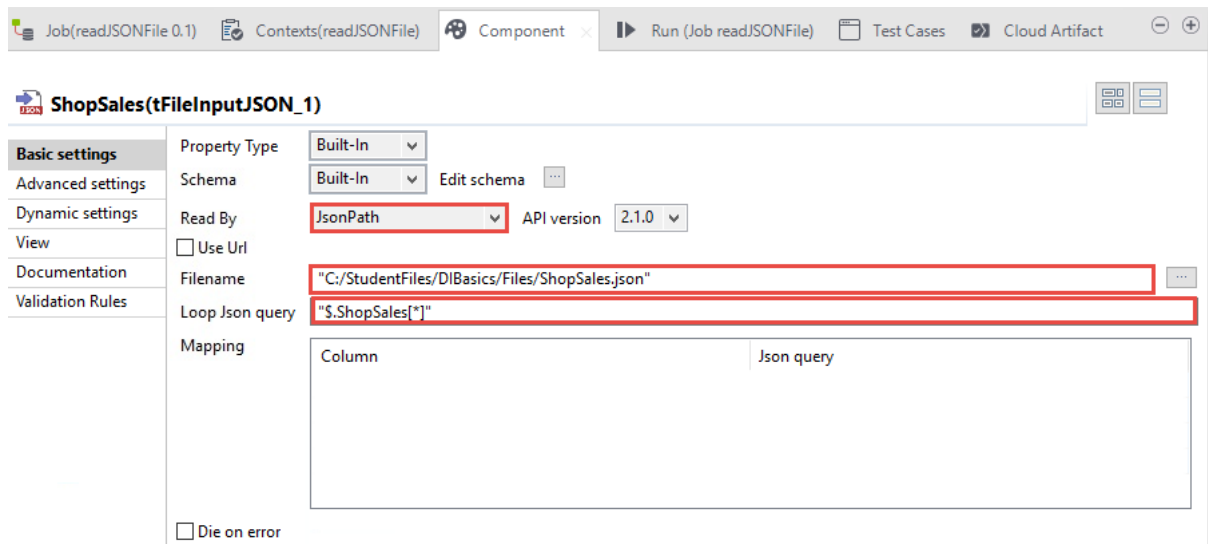 Job(readJSONFile 0.1) Contexts(readJSONFile) Component Run (Job readJSONFile) Test Cases Cloud Artifact
JSON ShopSales(tFileInputJSON_1)
Basic settings
Advanced settings
Dynamic settings
View
Documentation
Validation Rules
Property Type Built-In
Schema Built-In Edit schema ...
Read By JsonPath API version 2.1.0
Use Url
Filename "C:/StudentFiles/DIBasics/Files/ShopSales.json" ...
Loop Json query "$.ShopSales[*]"
Mapping Column Json query
Die on error